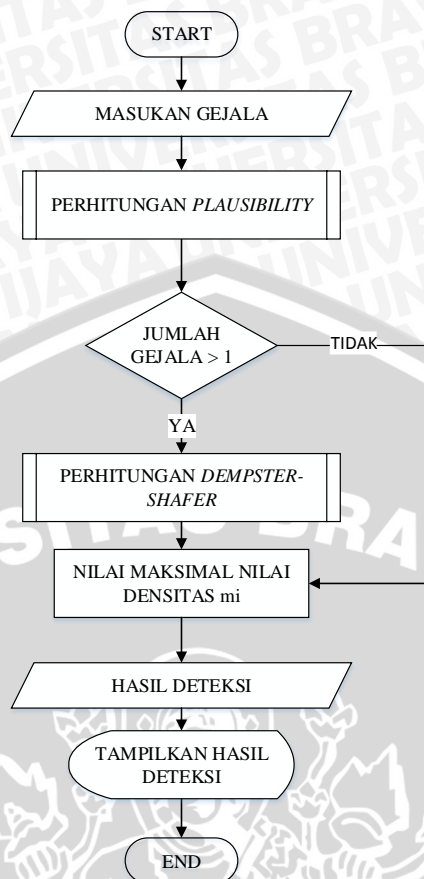 START
MASUKAN GEJALA
PERHITUNGAN PLAUSIBILITY
JUMLAH
GEJALA > 1
TIDAK
YA
PERHITUNGAN DEMPSTER-
SHAFER
NILAI MAKSIMAL NILAI
DENSITAS mi
HASIL DETEKSI
TAMPILKAN HASIL
DETEKSI
END